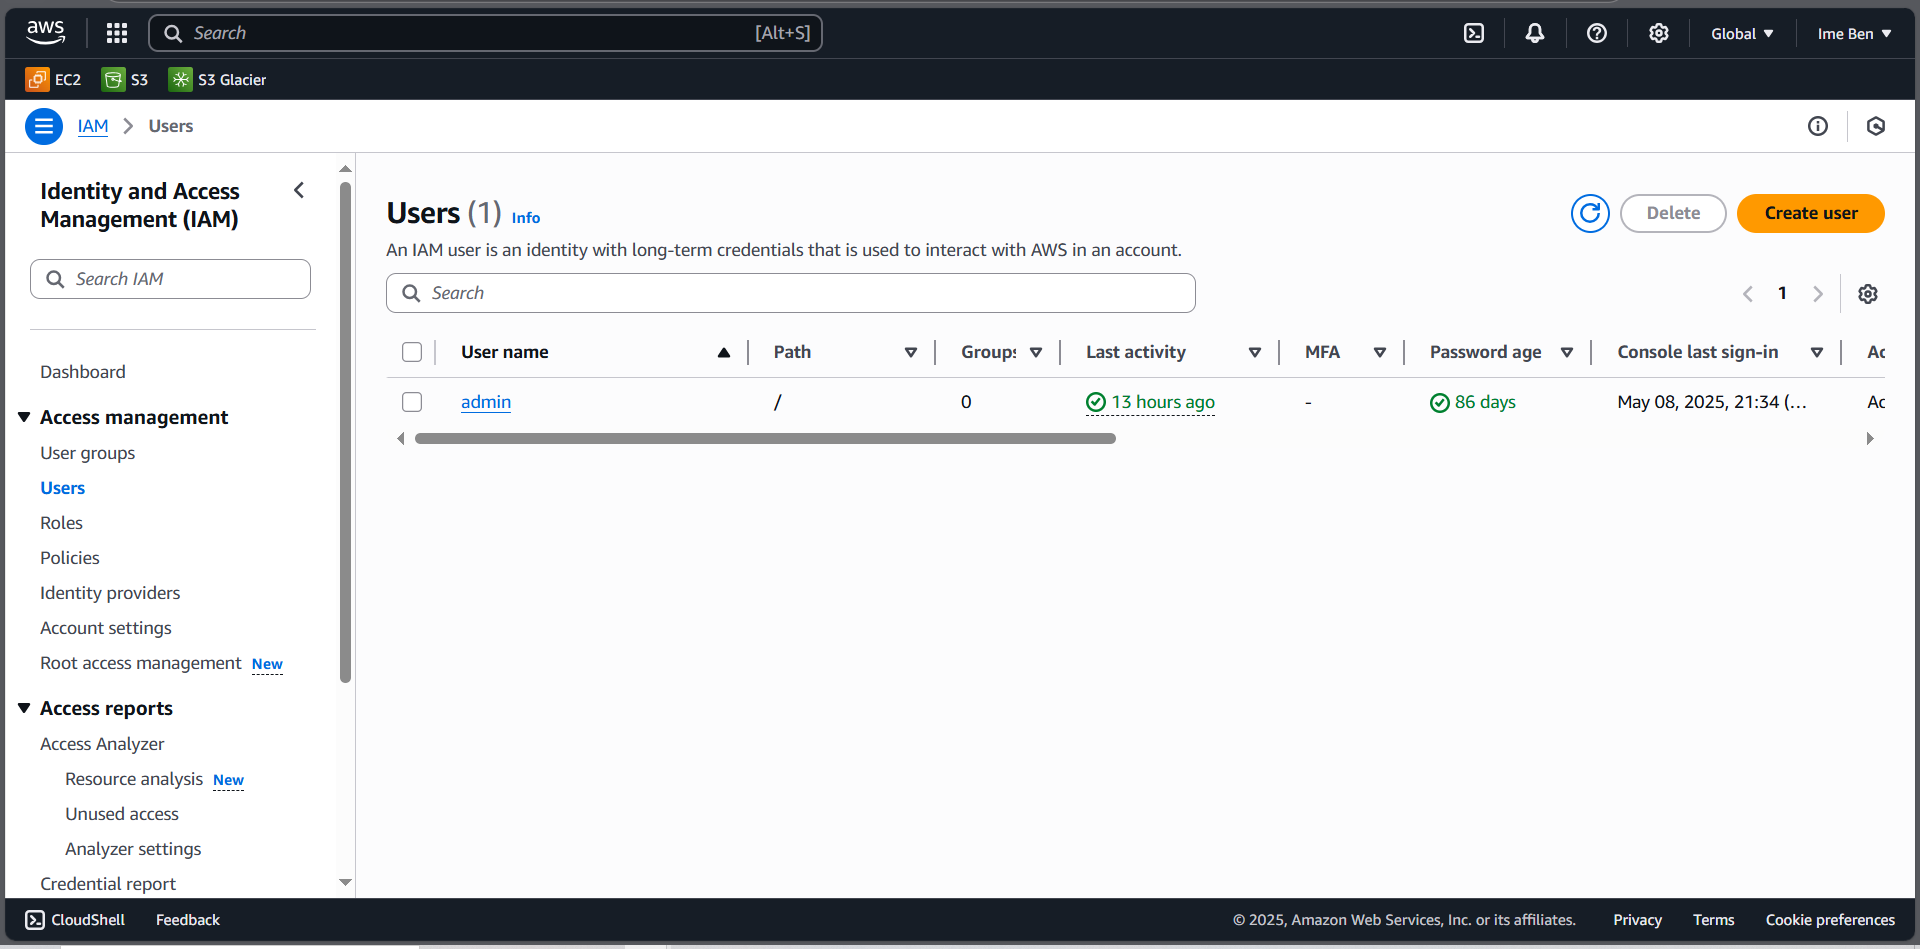 aws
Search [Alt+S]
Global
Ime Ben
EC2
S3
S3 Glacier
IAM
Users
Identity and Access
Management (IAM)
Search IAM
Dashboard
Access management
User groups
Users
Roles
Policies
Identity providers
Account settings
Root access management New
Access reports
Access Analyzer
Resource analysis New
Unused access
Analyzer settings
Credential report
Users (1) Info
Delete
Create user
An IAM user is an identity with long-term credentials that is used to interact with AWS in an account.
Search
1
User name Path Groups Last activity MFA Password age Console last sign-in Ac
admin / 0 13 hours ago - 86 days May 08, 2025, 21:34 (... Ac
CloudShell Feedback © 2025, Amazon Web Services, Inc. or its affiliates. Privacy Terms Cookie preferences